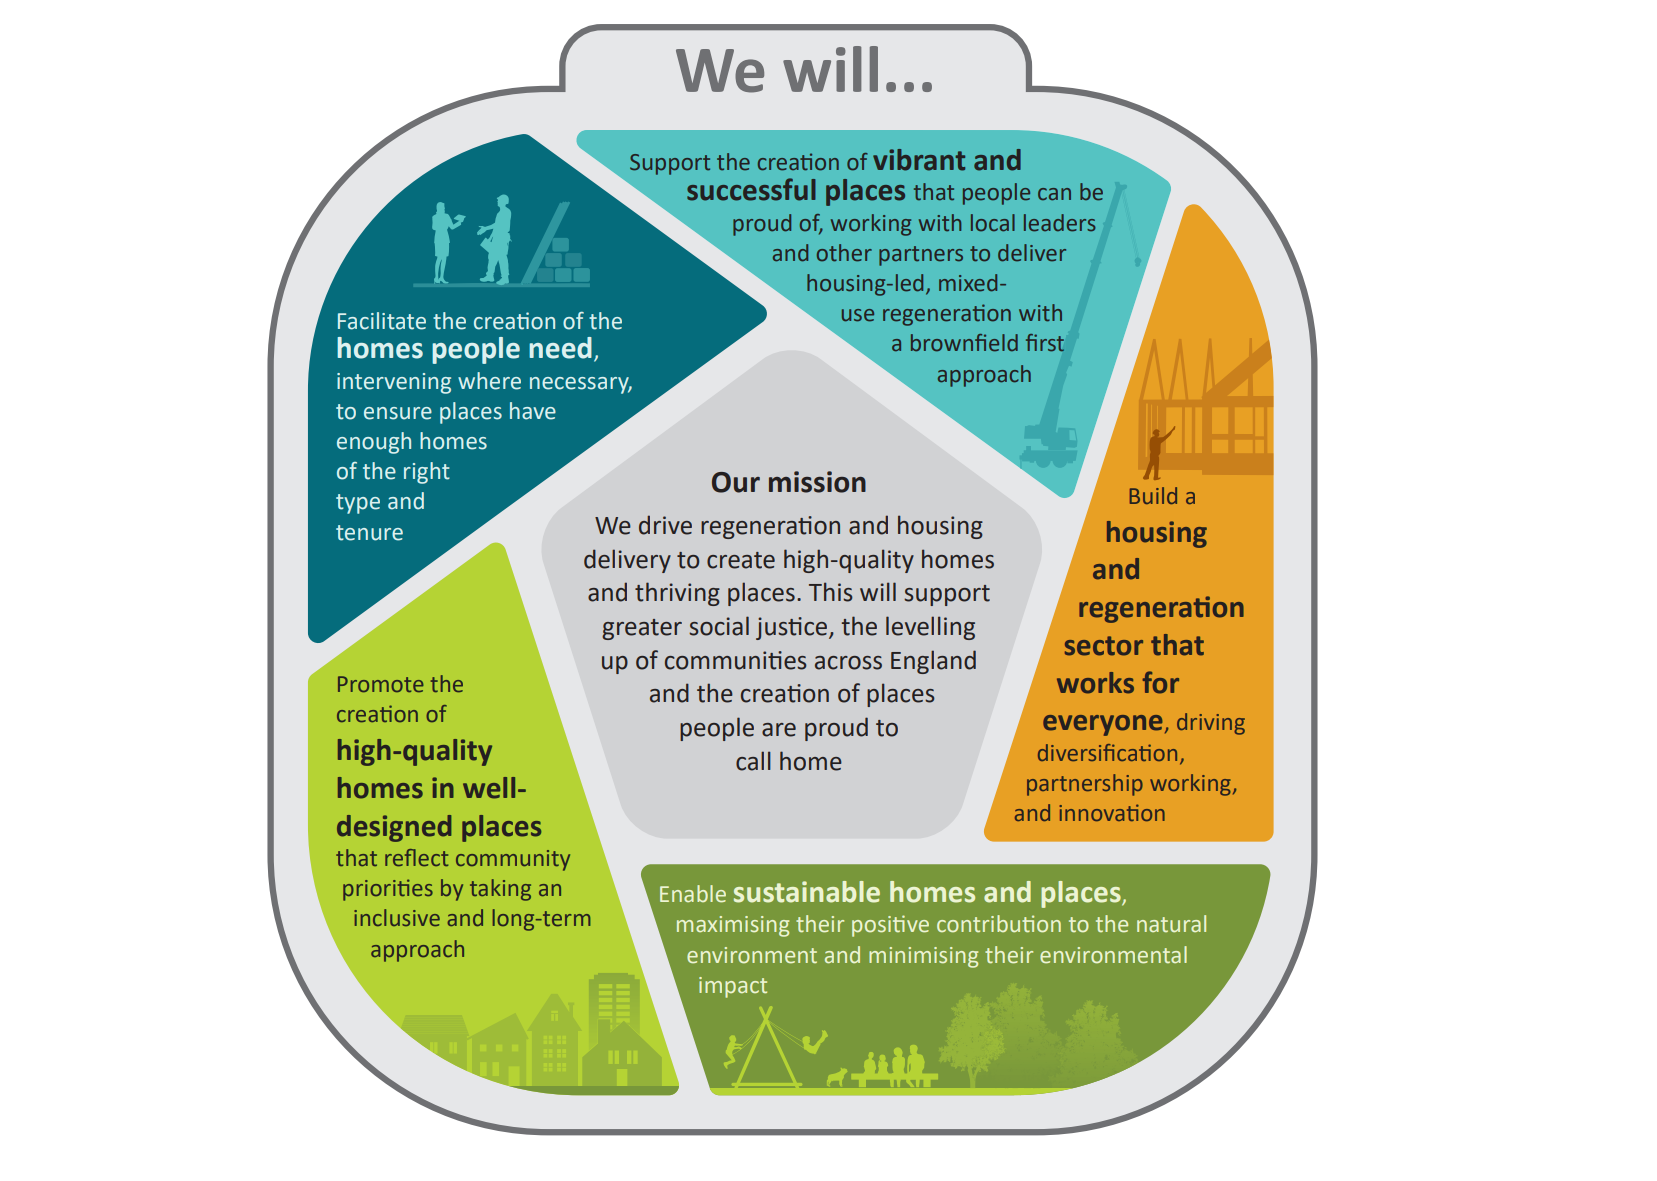 We will...
Support the creation of vibrant and
successful places that people can be
proud of, working with local leaders
and other partners to deliver
housing-led, mixed-
use regeneration with
a brownfield first
approach
Facilitate the creation of the
homes people need,
intervening where necessary,
to ensure places have
enough homes
of the right
type and
tenure
Our mission
We drive regeneration and housing
delivery to create high-quality homes
and thriving places. This will support
greater social justice, the levelling
up of communities across England
and the creation of places
people are proud to
call home
Build a
housing
and
regeneration
sector that
works for
everyone, driving
diversification,
partnership working,
and innovation
Promote the
creation of
high-quality
homes in well-
designed places
that reflect community
priorities by taking an
inclusive and long-term
approach
Enable sustainable homes and places,
maximising their positive contribution to the natural
environment and minimising their environmental
impact